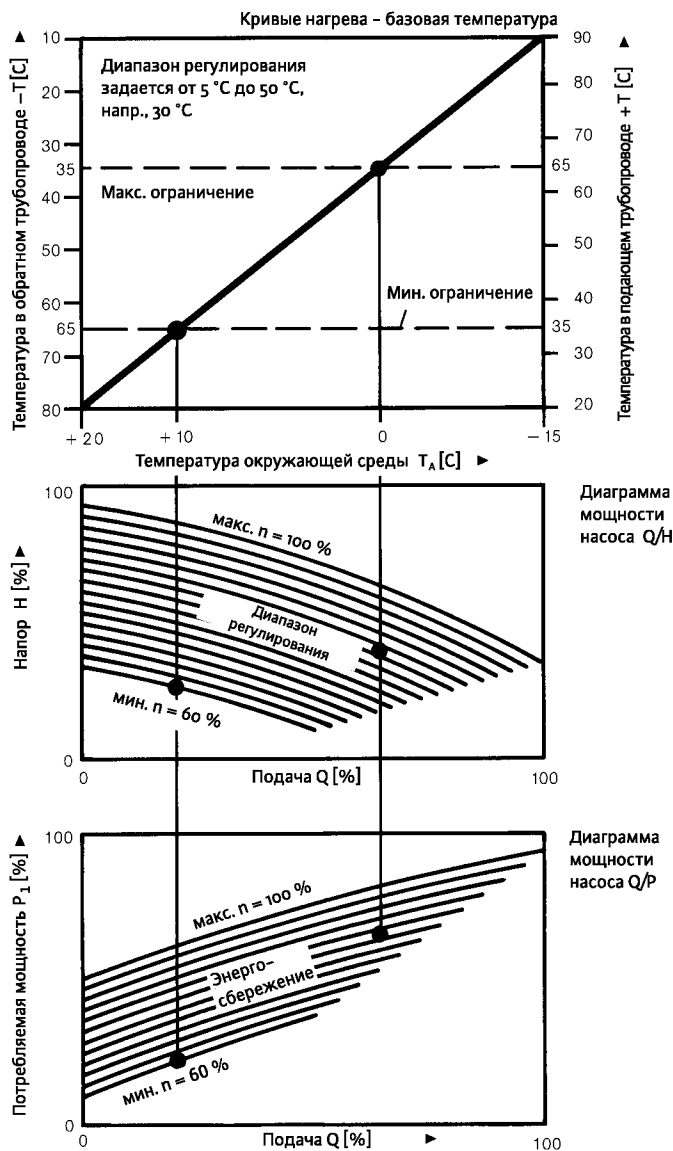 Кривые нагрева – базовая температура
Температура в обратном трубопроводе –T [C] ▲
10
20
30
35
40
50
60
65
70
80
Диапазон регулирования
задается от 5 °C до 50 °C,
напр., 30 °C
Макс. ограничение
Мин. ограничение
90
80
70
65
60
50
40
35
30
20
Температура в подающем трубопроводе +T [C] ▲
+20
+10
0
–15
Температура окружающей среды TA [C] ►
Диаграмма
мощности
насоса Q/H
Напор H [%] ►
100
0
макс. n = 100 %
Диапазон
регулирования
мин. n = 60 %
0
Подача Q [%]
100
Диаграмма
мощности
насоса Q/P
Потребляемая мощность P1 [%] ▲
100
0
макс. n = 100 %
Энерго–
сбережение
мин. n = 60 %
0
Подача Q [%] ►
100